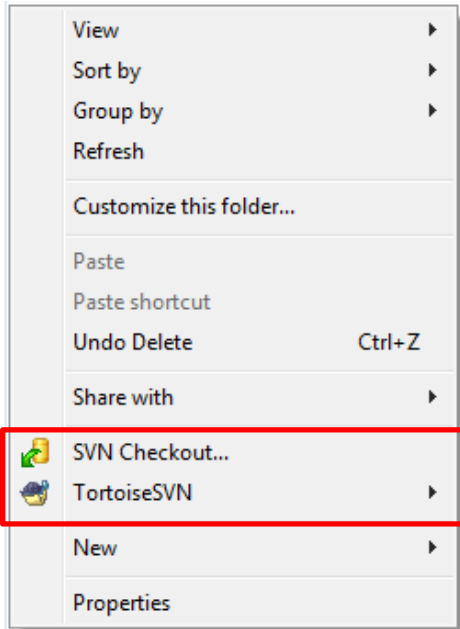 View
Sort by
Group by
Refresh
Customize this folder...
Paste
Paste shortcut
Undo Delete Ctrl+Z
Share with
SVN Checkout...
TortoiseSVN
New
Properties